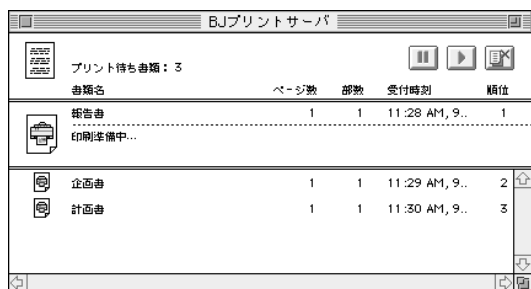 BJプリントサーバ
プリント待ち書類：3
書類名 ページ数 部数 受付時刻 順位
報告書 1 1 11:28 AM, 9.. 1
印刷準備中...
企画書 1 1 11:29 AM, 9.. 2
計画書 1 1 11:30 AM, 9.. 3